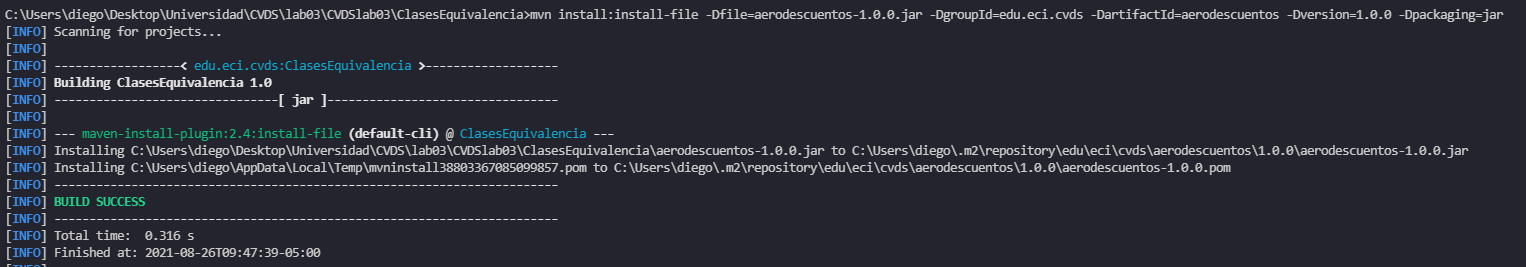 C:\Users\diego\Desktop\Universidad\CVDS\lab03\CVDSlab03\ClasesEquivalencia>mvn install:install-file -Dfile=aerodescuentos-1.0.0.jar -DgroupId=edu.eci.cvds -DartifactId=aerodescuentos -Dversion=1.0.0 -Dpackaging=jar
[INFO] Scanning for projects...
[INFO]
[INFO] ------------------< edu.eci.cvds:ClasesEquivalencia >-------------------
[INFO] Building ClasesEquivalencia 1.0
[INFO] --------------------------------[ jar ]---------------------------------
[INFO]
[INFO] --- maven-install-plugin:2.4:install-file (default-cli) @ ClasesEquivalencia ---
[INFO] Installing C:\Users\diego\Desktop\Universidad\CVDS\lab03\CVDSlab03\ClasesEquivalencia\aerodescuentos-1.0.0.jar to C:\Users\diego\.m2\repository\edu\eci\cvds\aerodescuentos\1.0.0\aerodescuentos-1.0.0.jar
[INFO] Installing C:\Users\diego\AppData\Local\Temp\mvninstall38803367085099857.pom to C:\Users\diego\.m2\repository\edu\eci\cvds\aerodescuentos\1.0.0\aerodescuentos-1.0.0.pom
[INFO] ------------------------------------------------------------------------
[INFO] BUILD SUCCESS
[INFO] ------------------------------------------------------------------------
[INFO] Total time:  0.316 s
[INFO] Finished at: 2021-08-26T09:47:39-05:00